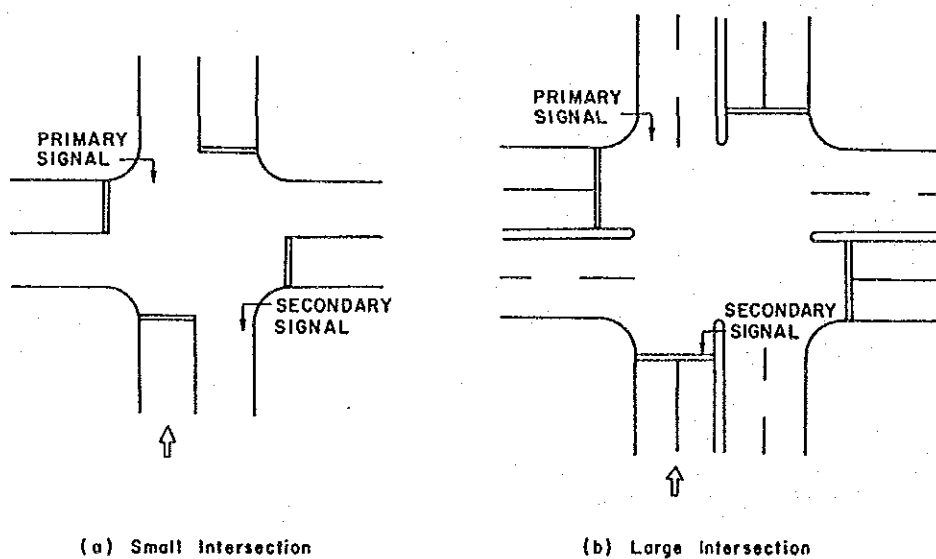 PRIMARY
SIGNAL
SECONDARY
SIGNAL
(a) Small Intersection
PRIMARY
SIGNAL
SECONDARY
SIGNAL
(b) Large Intersection